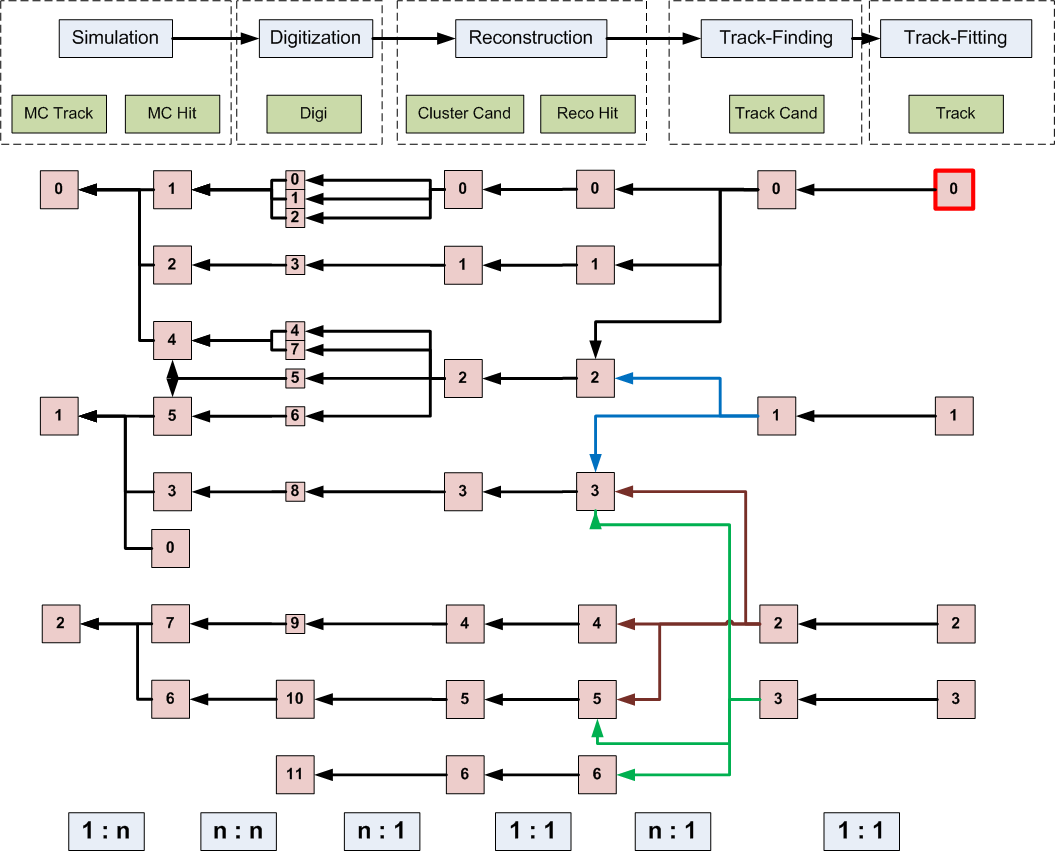 Simulation Digitization Reconstruction Track-Finding Track-Fitting
MC Track MC Hit Digi Cluster Cand Reco Hit Track Cand Track
0 1 0 0 0 0 0
1
2
2 3 1 1
4 4
7
5 2 2
1 5 6 1 1
3 8 3 3
0
2 7 9 4 4 2 2
6 10 5 5 3 3
11 6 6
1 : n n : n n : 1 1 : 1 n : 1 1 : 1